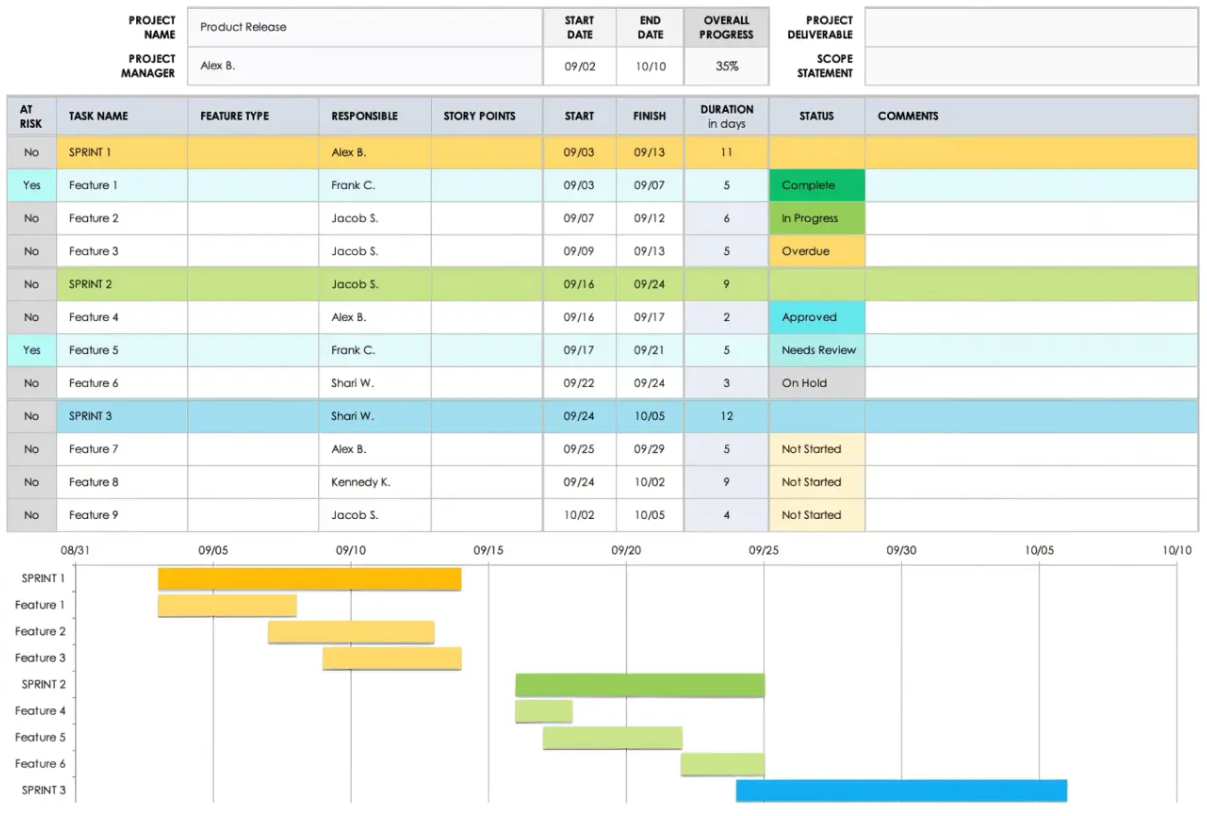 PROJECT NAME Product Release START DATE END DATE OVERALL PROGRESS PROJECT DELIVERABLE
PROJECT MANAGER Alex B. 09/02 10/10 35% SCOPE STATEMENT
AT RISK TASK NAME FEATURE TYPE RESPONSIBLE STORY POINTS START FINISH DURATION in days STATUS COMMENTS
No SPRINT 1 Alex B. 09/03 09/13 11
Yes Feature 1 Frank C. 09/03 09/07 5 Complete
No Feature 2 Jacob S. 09/07 09/12 6 In Progress
No Feature 3 Jacob S. 09/09 09/13 5 Overdue
No SPRINT 2 Jacob S. 09/16 09/24 9
No Feature 4 Alex B. 09/16 09/17 2 Approved
Yes Feature 5 Frank C. 09/17 09/21 5 Needs Review
No Feature 6 Shari W. 09/22 09/24 3 On Hold
No SPRINT 3 Shari W. 09/24 10/05 12
No Feature 7 Alex B. 09/25 09/29 5 Not Started
No Feature 8 Kennedy K. 09/24 10/02 9 Not Started
No Feature 9 Jacob S. 10/02 10/05 4 Not Started
08/31 09/05 09/10 09/15 09/20 09/25 09/30 10/05 10/10
SPRINT 1
Feature 1
Feature 2
Feature 3
SPRINT 2
Feature 4
Feature 5
Feature 6
SPRINT 3